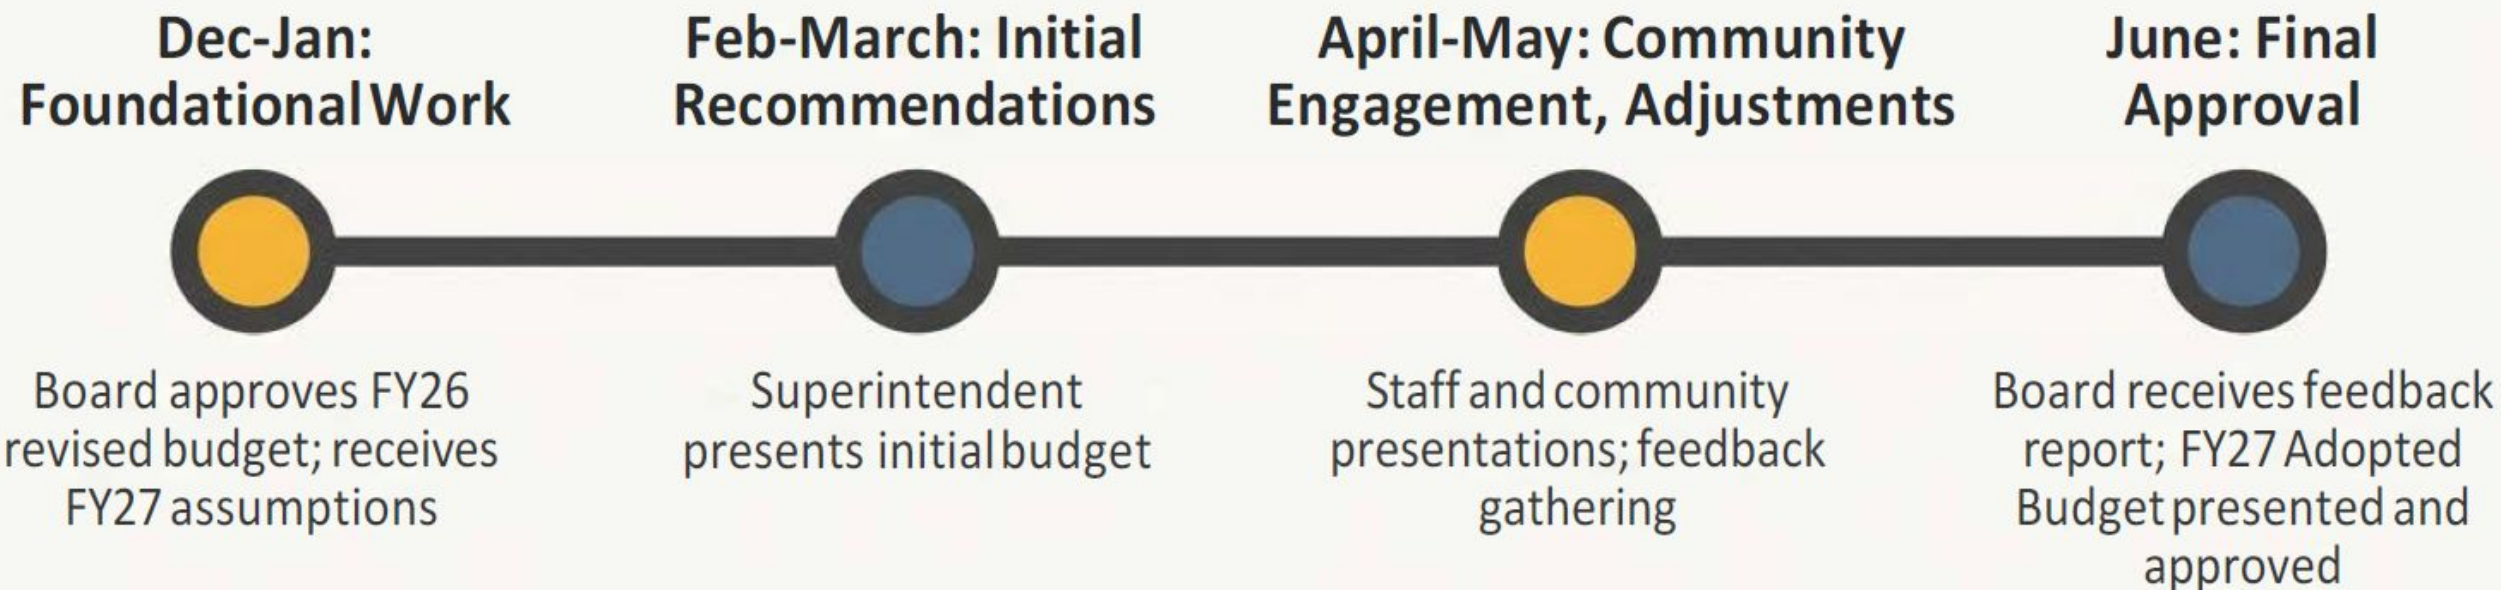 Dec-Jan:
Foundational Work
Board approves FY26
revised budget; receives
FY27 assumptions
Feb-March: Initial
Recommendations
Superintendent
presents initial budget
April-May: Community
Engagement, Adjustments
Staff and community
presentations; feedback
gathering
June: Final
Approval
Board receives feedback
report; FY27 Adopted
Budget presented and
approved